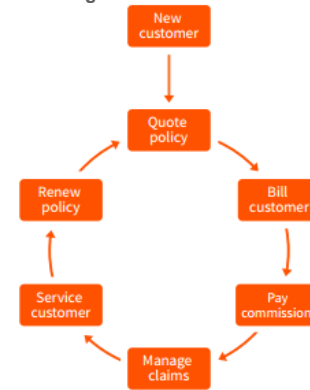 New
customer
Quote
policy
Bill
customer
Pay
commission
Manage
claims
Service
customer
Renew
policy